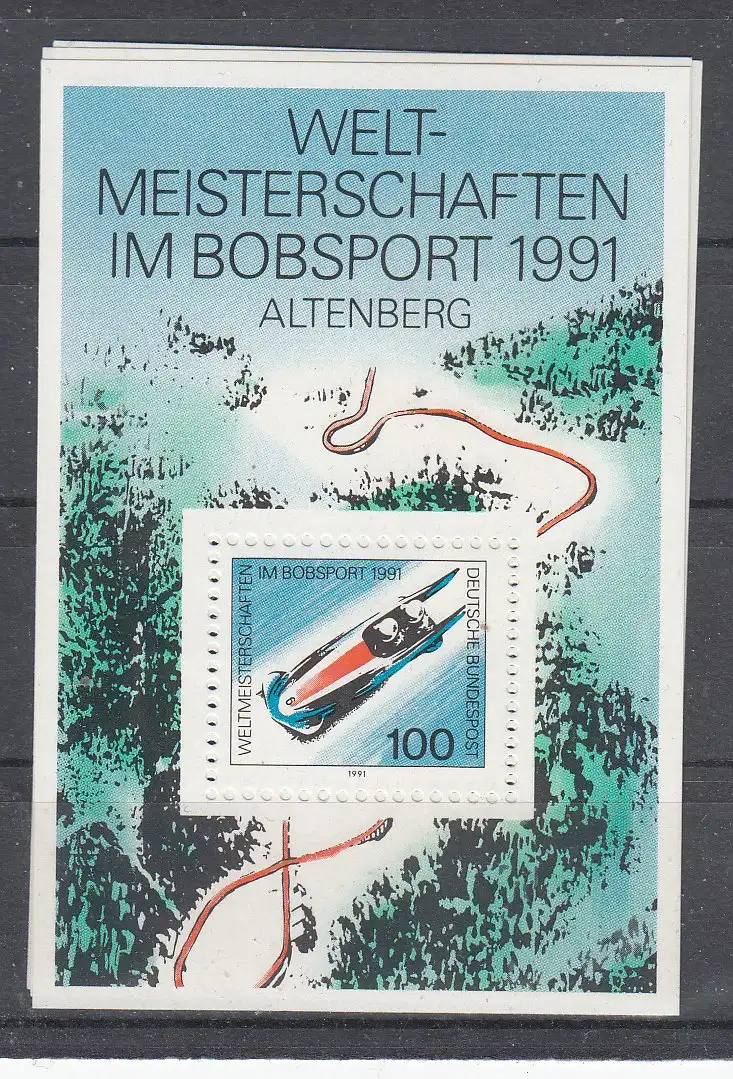 WELT-
MEISTERSCHAFTEN
IM BOBSPORT 1991
ALTENBERG
WELTMEISTERSCHAFTEN
IM BOBSPORT 1991
DEUTSCHE BUNDESPOST
100
1991